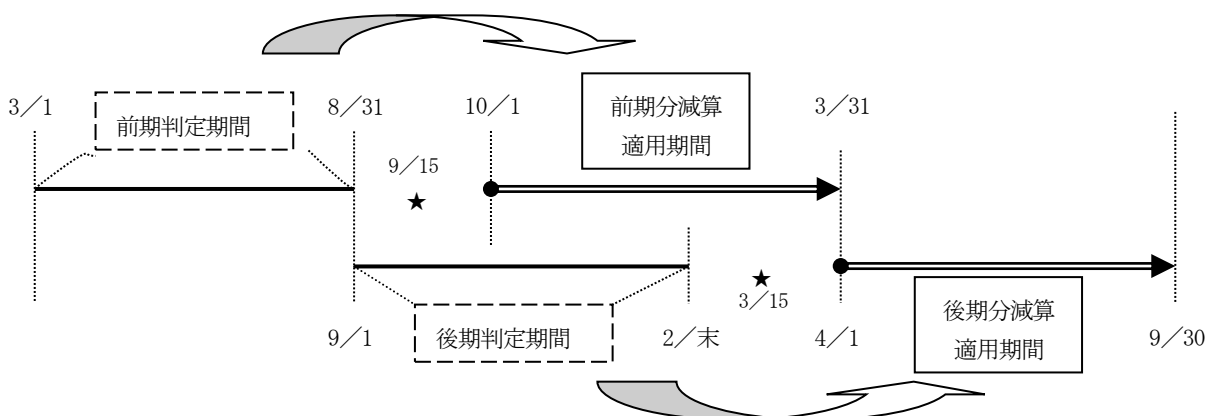 3／1
前期判定期間
8／31
10／1
前期分減算
適用期間
3／31
9／15
★
★
3／15
9／1
後期判定期間
2／末
4／1
後期分減算
適用期間
9／30